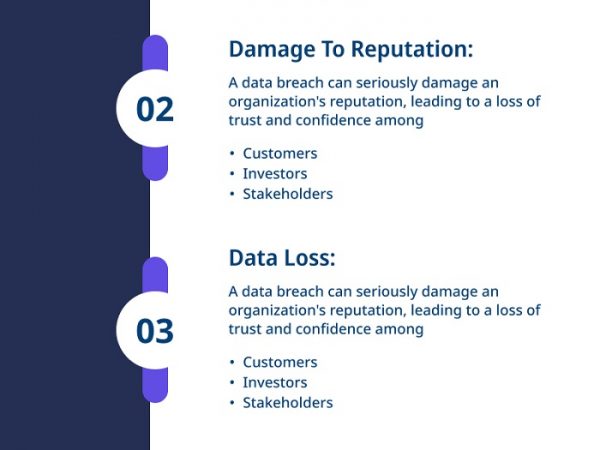 02
Damage To Reputation:
A data breach can seriously damage an
organization's reputation, leading to a loss of
trust and confidence among
• Customers
• Investors
• Stakeholders
03
Data Loss:
A data breach can seriously damage an
organization's reputation, leading to a loss of
trust and confidence among
• Customers
• Investors
• Stakeholders